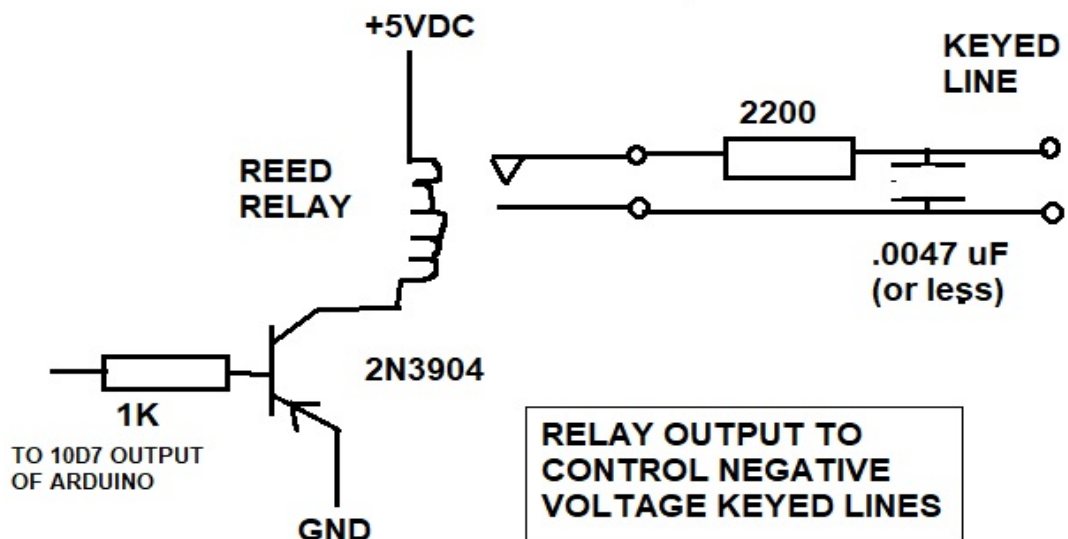 +5VDC
KEYED
LINE
2200
REED
RELAY
.0047 uF
(or less)
2N3904
1K
TO 10D7 OUTPUT
OF ARDUINO
RELAY OUTPUT TO
CONTROL NEGATIVE
VOLTAGE KEYED LINES
GND